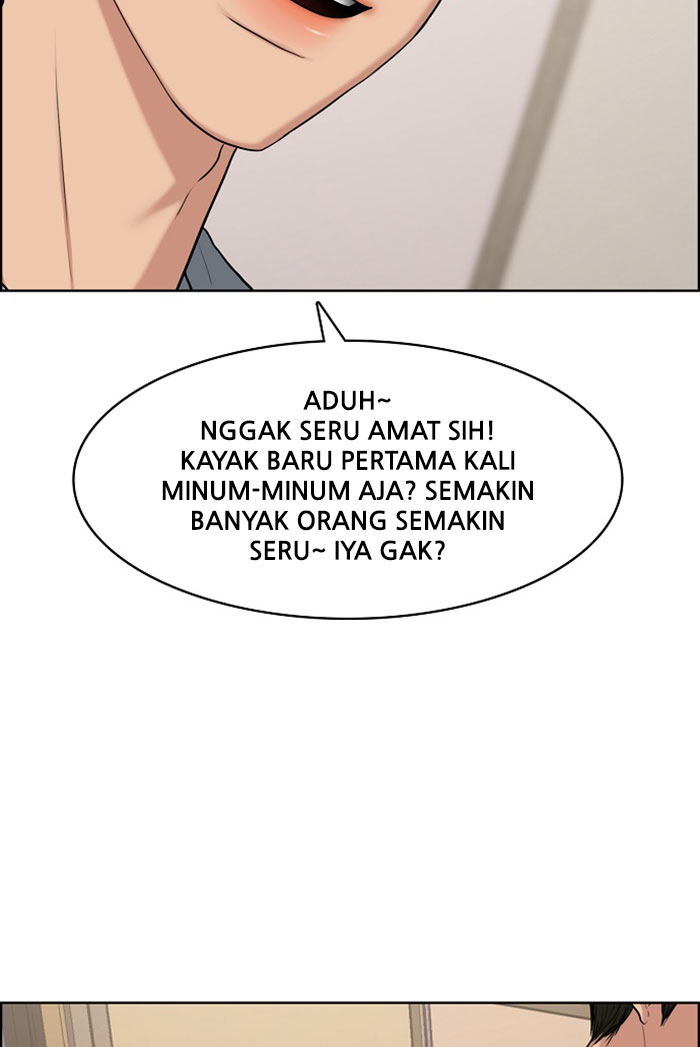 ADUH~
NGGAK SERU AMAT SIH!
KAYAK BARU PERTAMA KALI
MINUM-MINUM AJA? SEMAKIN
BANYAK ORANG SEMAKIN
SERU~ IYA GAK?